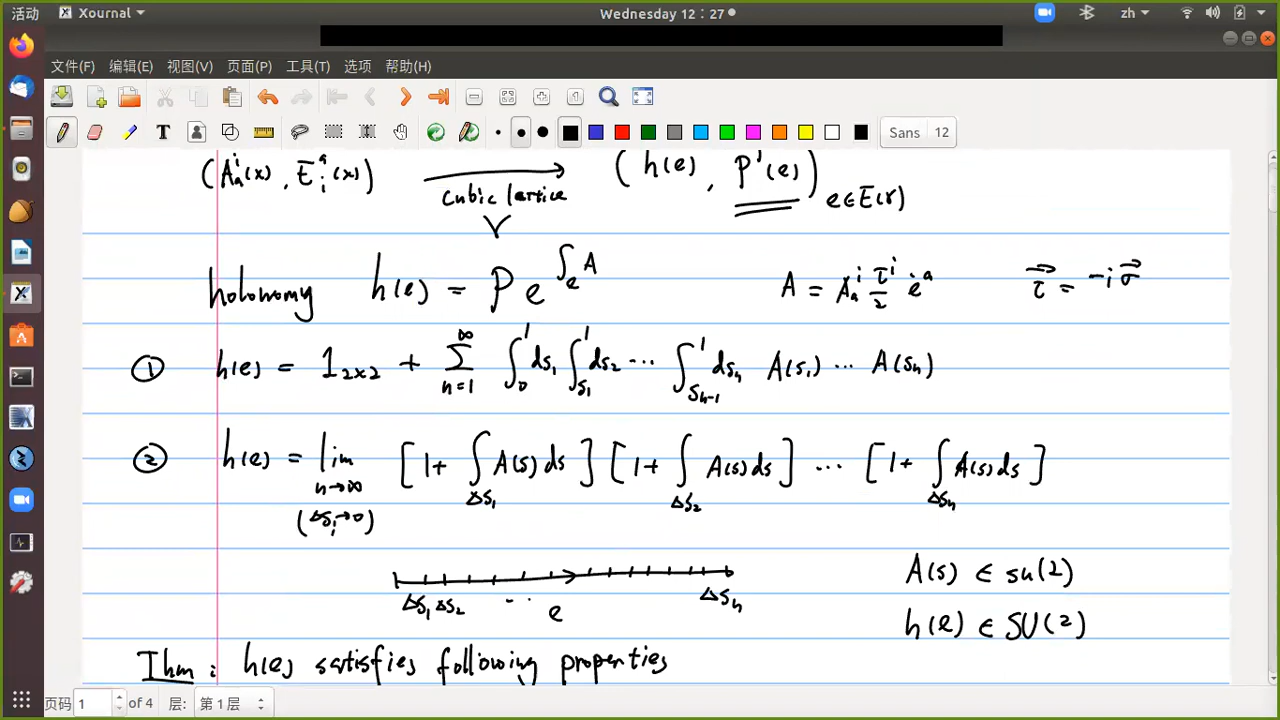 活动 Xournal Wednesday 12 : 27 zh
文件(F) 编辑(E) 视图(V) 页面(P) 工具(T) 选项 帮助(H)
Sans 12
(A^i_a(x), E^a_i(x)) ⟶ (h(e), P^i(e))_{e∈E(γ)}
cubic lattice
γ
holonomy h(e) = P e^{∫_e A} A = A^i_a τ^i/2 ė^a τ⃗ = -i σ⃗
① h(e) = 1_{2×2} + Σ_{n=1}^∞ ∫_0^1 ds_1 ∫_{s_1}^1 ds_2 ⋯ ∫_{s_{n-1}}^1 ds_n A(s_1) ⋯ A(s_n)
② h(e) = lim_{n→∞} [1+ ∫_{Δs_1} A(s) ds] [1+ ∫_{Δs_2} A(s) ds] ⋯ [1+ ∫_{Δs_n} A(s) ds]
(Δs_i→0)
A(s) ∈ su(2)
Δs_1 Δs_2 ⋯ e Δs_n
h(e) ∈ SU(2)
Thm : h(e) satisfies following properties
页码 1 of 4 层: 第 1 层